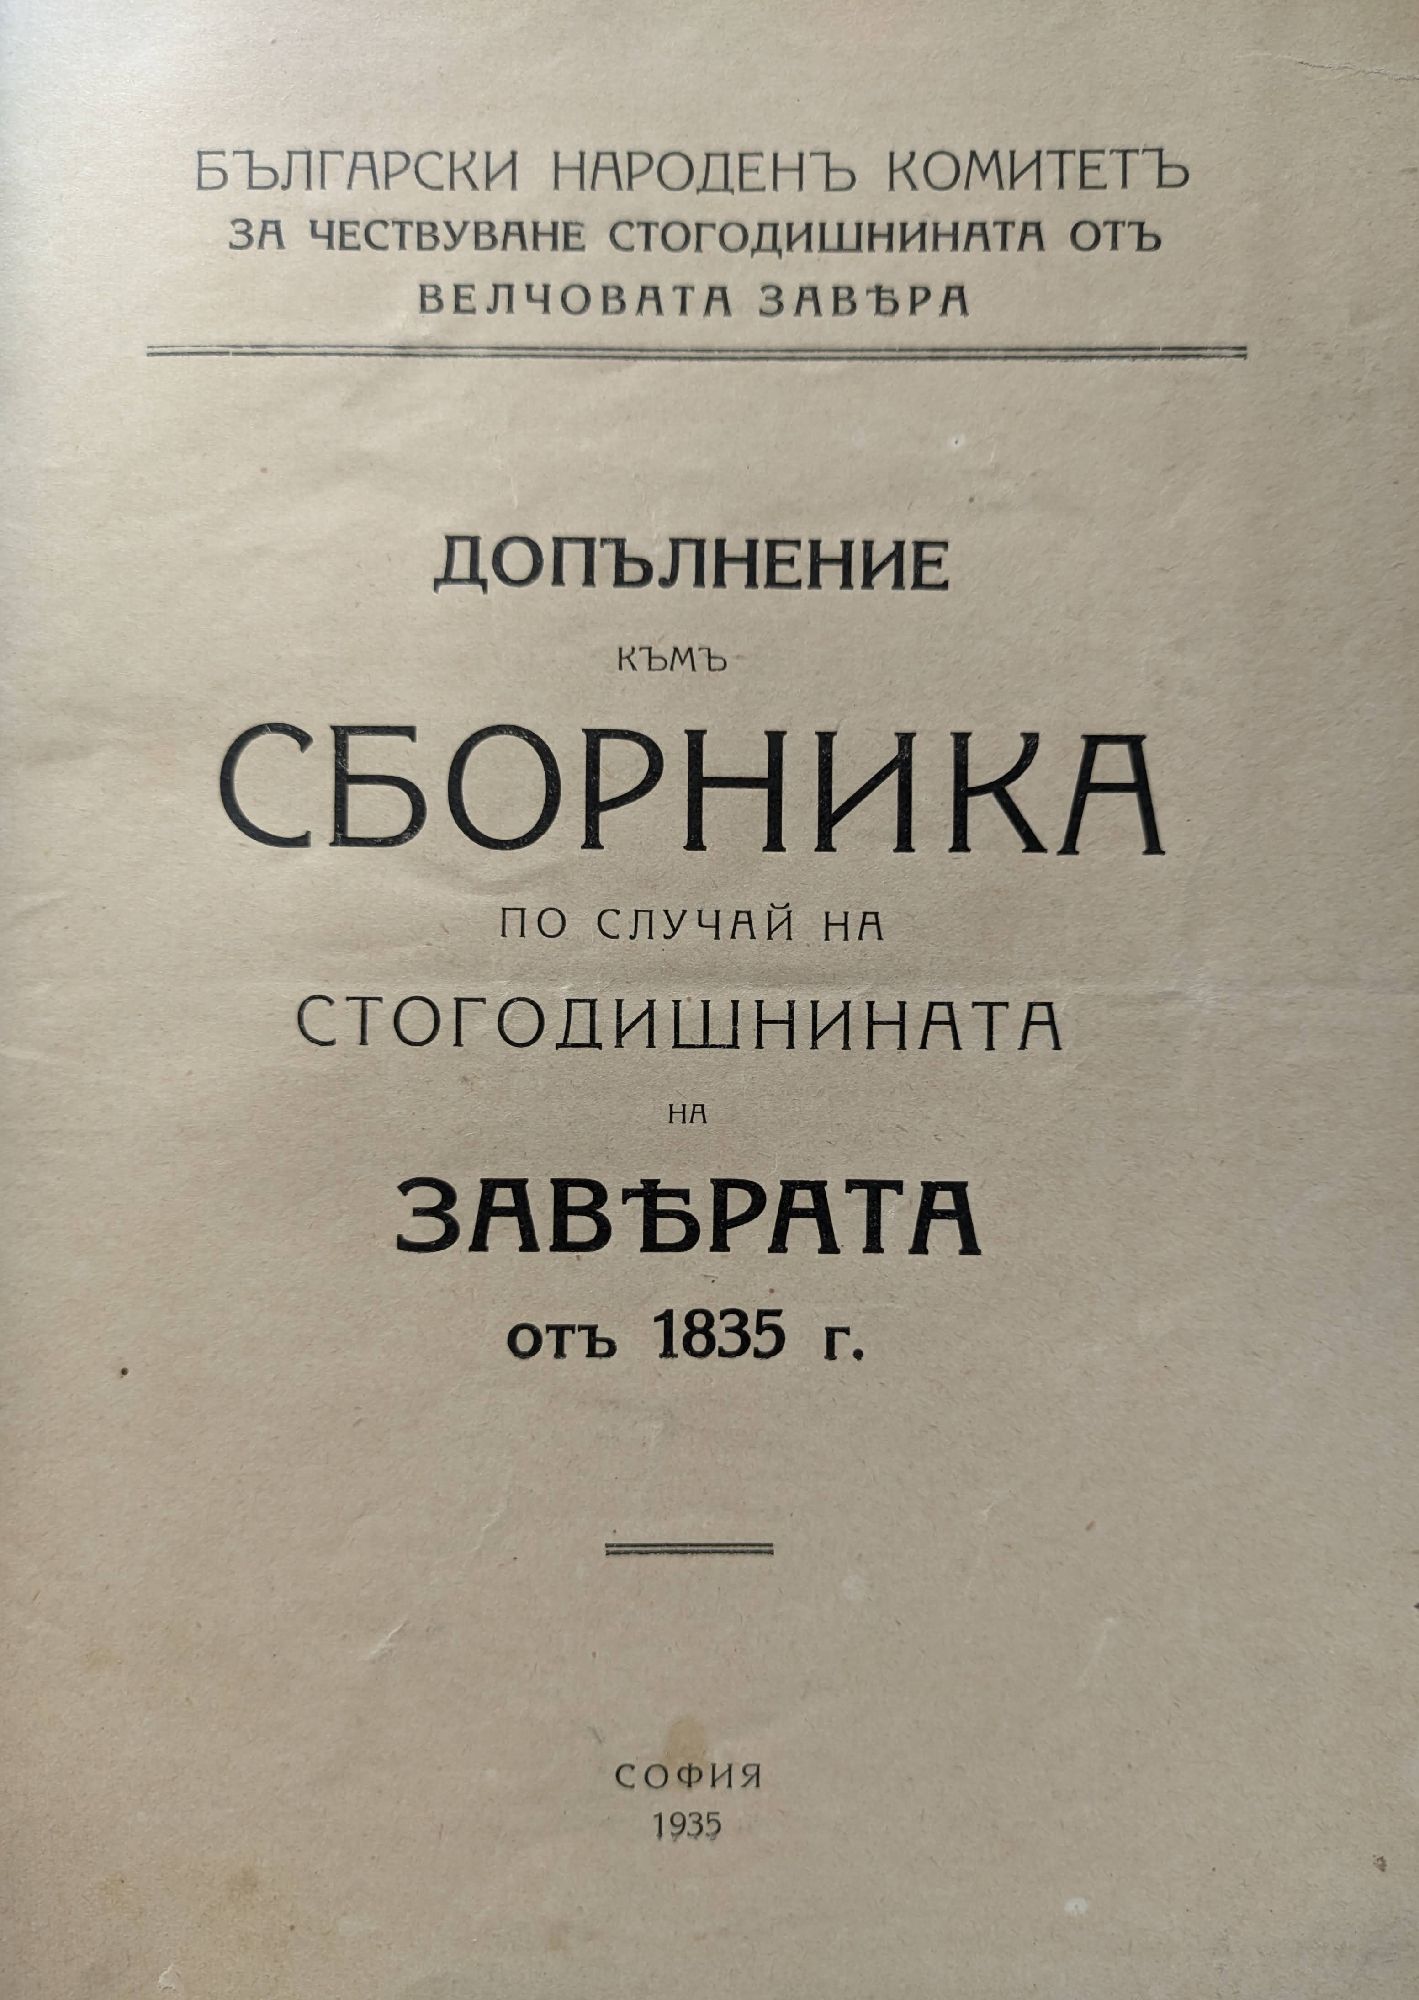 БЪЛГАРСКИ НАРОДЕНЪ КОМИТЕТЪ
ЗА ЧЕСТВУВАНЕ СТОГОДИШНИНАТА ОТЪ
ВЕЛЧОВАТА ЗАВѢРА
ДОПЪЛНЕНИЕ
КЪМЪ
СБОРНИКА
ПО СЛУЧАЙ НА
СТОГОДИШНИНАТА
НА
ЗАВѢРАТА
отъ 1835 г.
СОФИЯ
1935